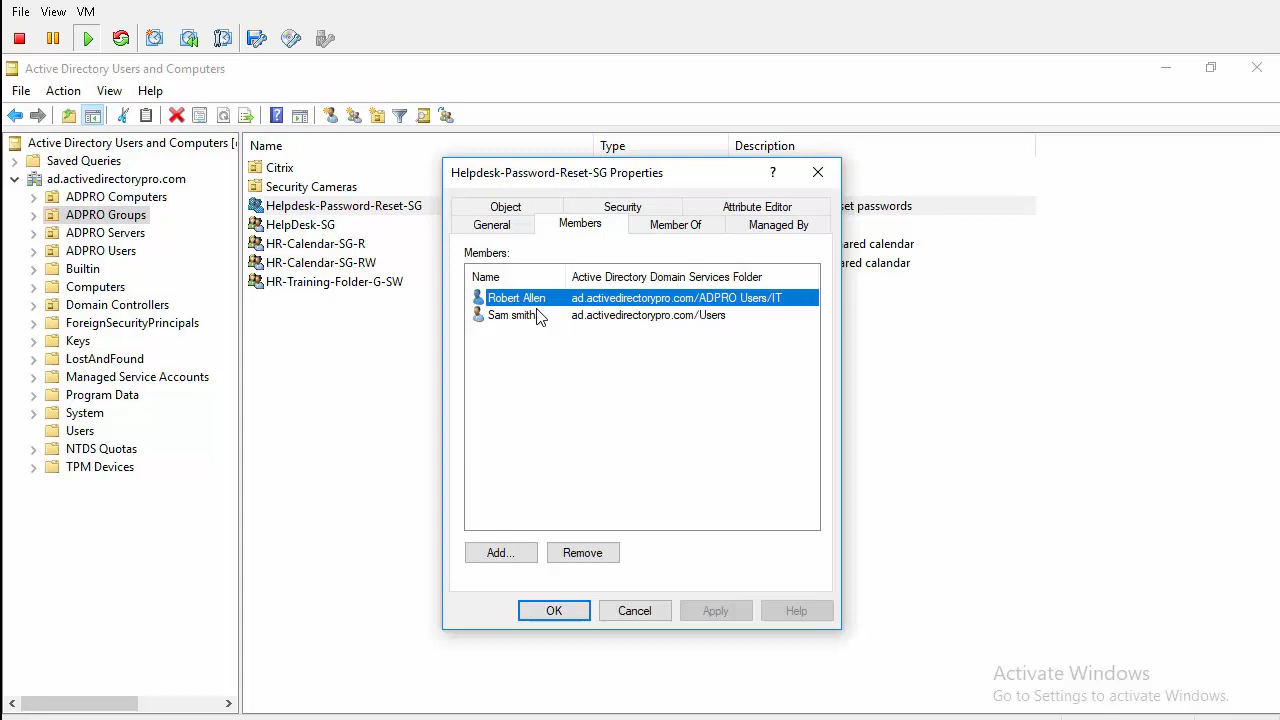 File View VM
Active Directory Users and Computers
File Action View Help
Active Directory Users and Computers [
Saved Queries
ad.activedirectorypro.com
ADPRO Computers
ADPRO Groups
ADPRO Servers
ADPRO Users
Builtin
Computers
Domain Controllers
ForeignSecurityPrincipals
Keys
LostAndFound
Managed Service Accounts
Program Data
System
Users
NTDS Quotas
TPM Devices
Name Type Description
Citrix
Security Cameras
Helpdesk-Password-Reset-SG set passwords
HelpDesk-SG
HR-Calendar-SG-R ared calendar
HR-Calendar-SG-RW ared calandar
HR-Training-Folder-G-SW
Helpdesk-Password-Reset-SG Properties ?
Object Security Attribute Editor
General Members Member Of Managed By
Members:
Name Active Directory Domain Services Folder
Robert Allen ad.activedirectorypro.com/ADPRO Users/IT
Sam smith ad.activedirectorypro.com/Users
Add... Remove
OK Cancel Apply Help
Activate Windows
Go to Settings to activate Windows.